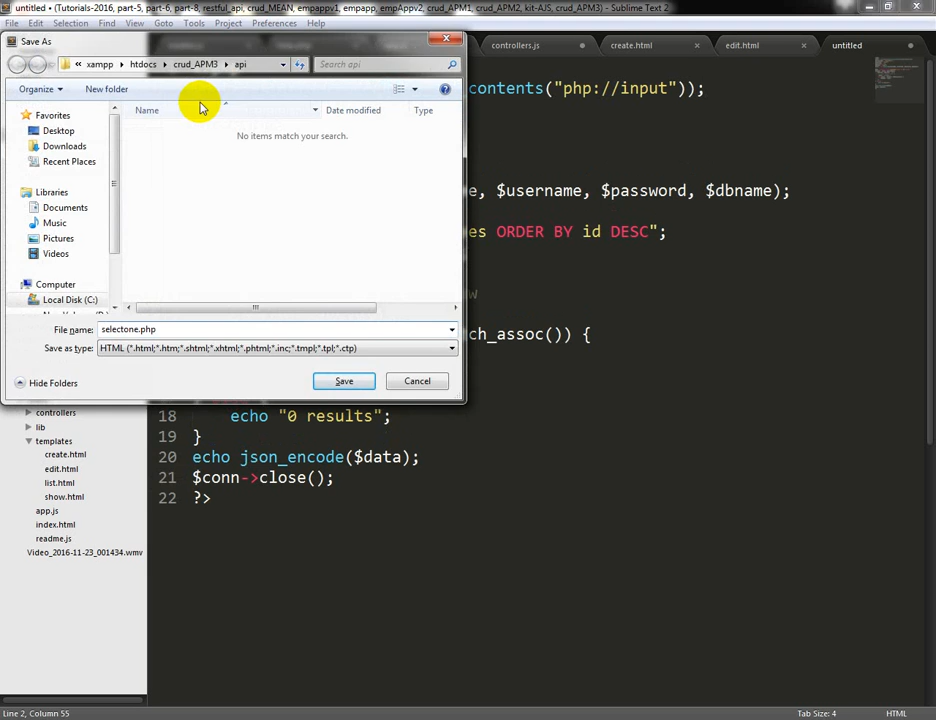 untitled • (Tutorials-2016, part-5, part-6, part-8, restful_api, crud_MEAN, empappv1, empapp, empAppv2, crud_APM1, crud_APM2, kit-AJS, crud_APM3) - Sublime Text 2
File Edit Selection Find View Goto Tools Project Preferences Help
Save As
controllers.js create.html edit.html untitled
« xampp htdocs crud_APM3 api Search api
Organize New folder
Name Date modified Type
No items match your search.
Favorites
Desktop
Downloads
Recent Places
Libraries
Documents
Music
Pictures
Videos
Computer
Local Disk (C:)
File name: selectone.php
Save as type: HTML (*.html;*.htm;*.shtml;*.xhtml;*.phtml;*.inc;*.tmpl;*.tpl;*.ctp)
Hide Folders Save Cancel
contents("php://input"));
e, $username, $password, $dbname);
es ORDER BY id DESC";
w
ch_assoc()) {
18 echo "0 results";
19 }
20 echo json_encode($data);
21 $conn->close();
22 ?>
controllers
lib
templates
create.html
edit.html
list.html
show.html
app.js
index.html
readme.js
Video_2016-11-23_001434.wmv
Line 2, Column 55 Tab Size: 4 HTML